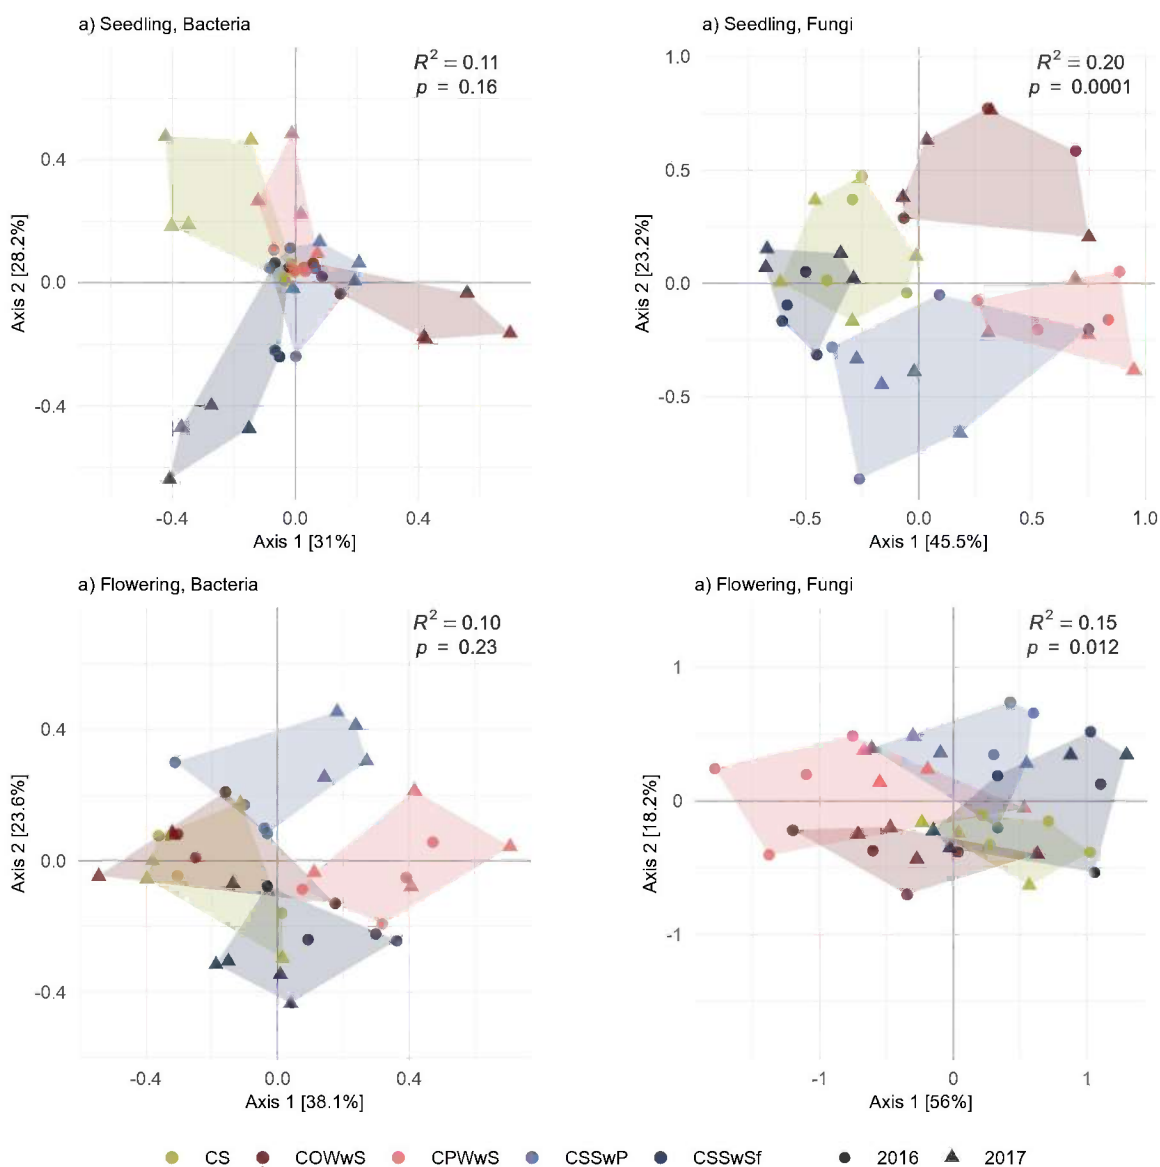 a) Seedling, Bacteria
R² = 0.11
p = 0.16
0.4
0.0
-0.4
Axis 2 [28.2%]
-0.4
0.0
0.4
Axis 1 [31%]
a) Seedling, Fungi
R² = 0.20
p = 0.0001
1.0
0.5
0.0
-0.5
Axis 2 [23.2%]
-0.5
0.0
0.5
1.0
Axis 1 [45.5%]
a) Flowering, Bacteria
R² = 0.10
p = 0.23
0.4
0.0
-0.4
Axis 2 [23.6%]
-0.4
0.0
0.4
Axis 1 [38.1%]
a) Flowering, Fungi
R² = 0.15
p = 0.012
1
0
-1
Axis 2 [18.2%]
-1
0
1
Axis 1 [56%]
CS COWwS CPWwS CSSwP CSSwSf 2016 2017